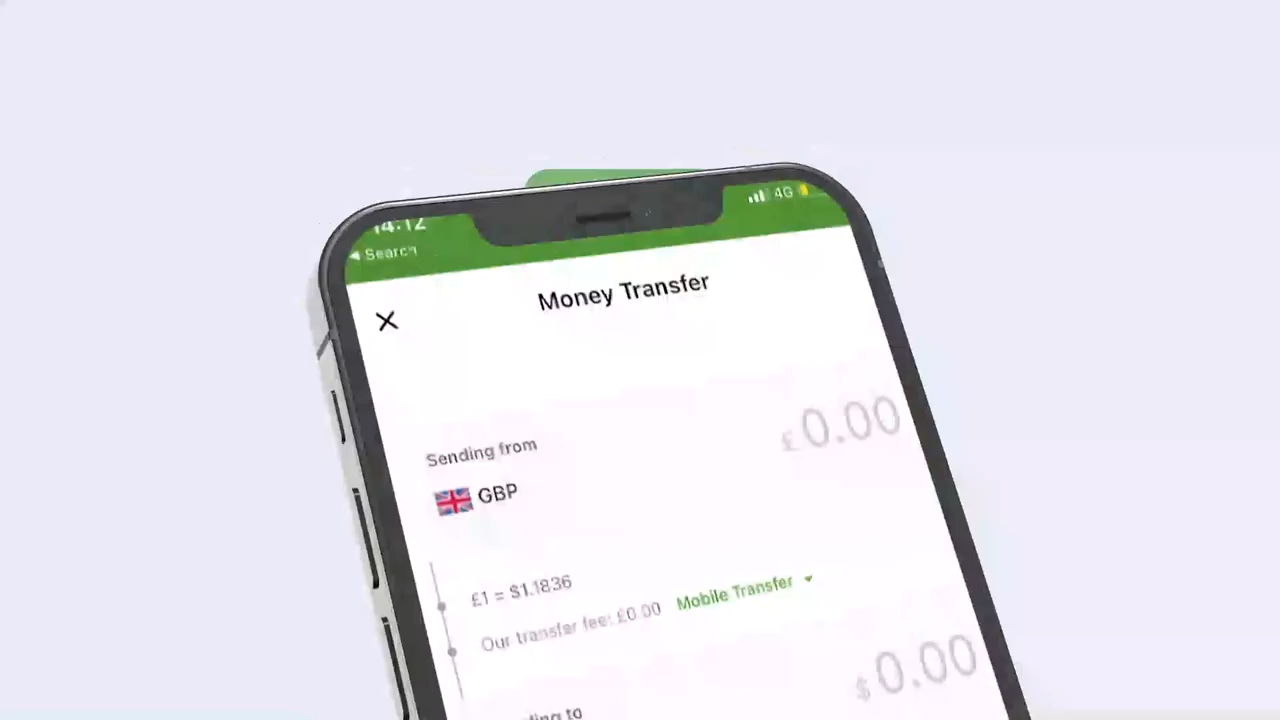 14:12
4G
◀ Search
Money Transfer
£0.00
Sending from
GBP
£1 = $1.1836
Our transfer fee: £0.00 Mobile Transfer
$0.00